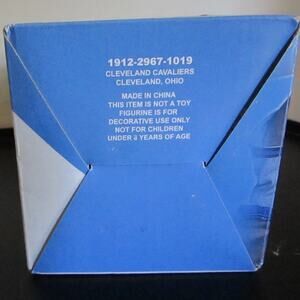 1912-2967-1019
CLEVELAND CAVALIERS
CLEVELAND, OHIO
MADE IN CHINA
THIS ITEM IS NOT A TOY
FIGURINE IS FOR
DECORATIVE USE ONLY
NOT FOR CHILDREN
UNDER YEARS OF AGE